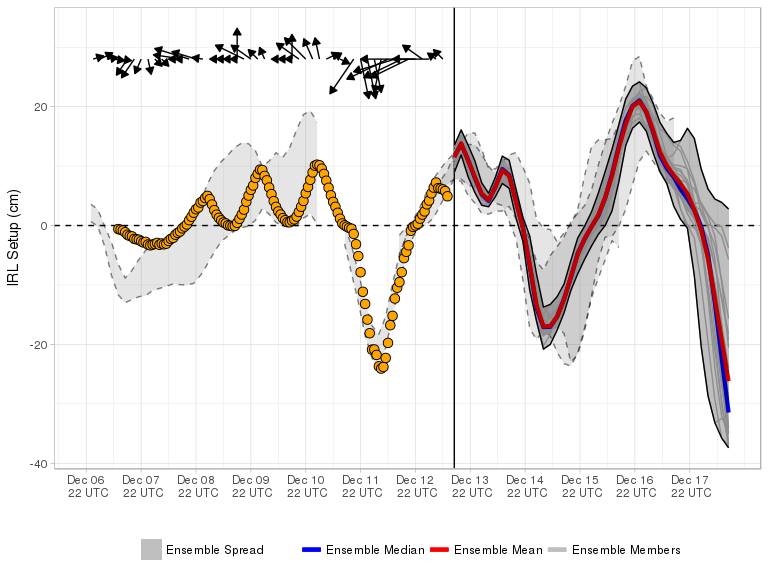 IRL Setup (cm)
20
0
-20
-40
Dec 06 Dec 07 Dec 08 Dec 09 Dec 10 Dec 11 Dec 12 Dec 13 Dec 14 Dec 15 Dec 16 Dec 17
22 UTC 22 UTC 22 UTC 22 UTC 22 UTC 22 UTC 22 UTC 22 UTC 22 UTC 22 UTC 22 UTC 22 UTC
Ensemble Spread Ensemble Median Ensemble Mean Ensemble Members